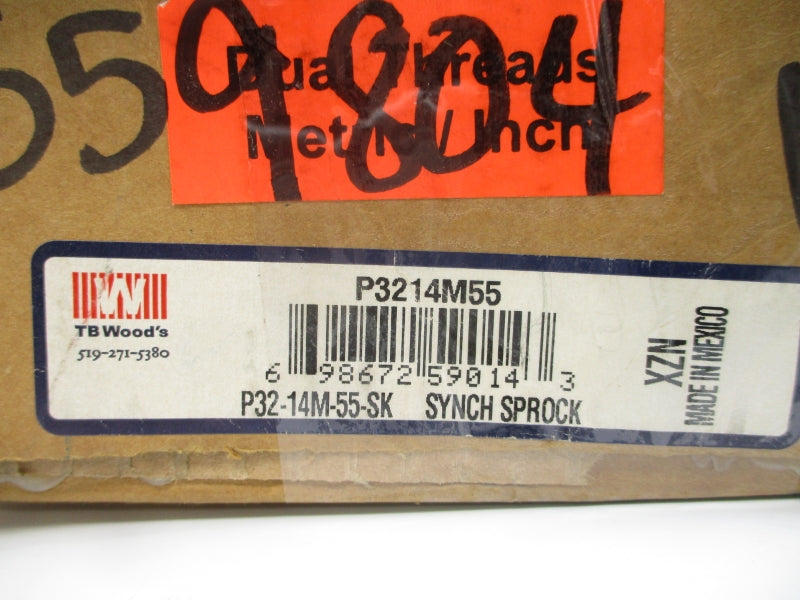 55 9804
Dual Threads
Metric / Inch
P3214M55
TB Wood's
519-271-5380
6 98672 59014 3
P32-14M-55-SK SYNCH SPROCK
XZN
MADE IN MEXICO